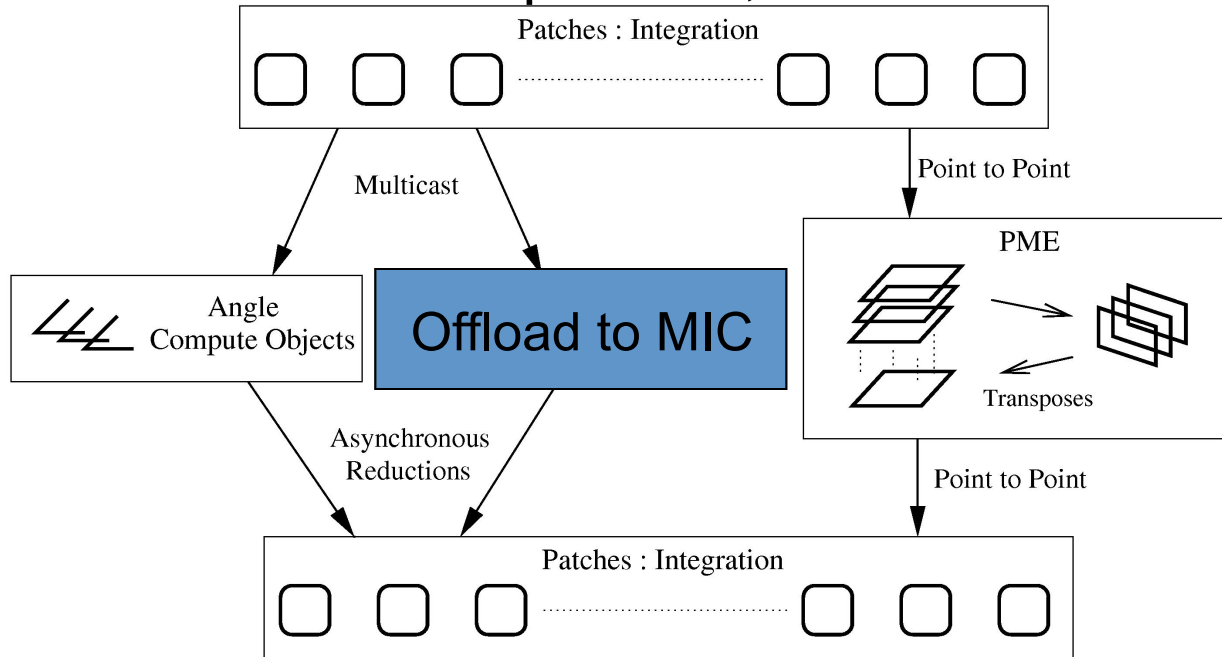 Patches : Integration
Multicast
Point to Point
PME
Angle
Compute Objects
Offload to MIC
Transposes
Asynchronous
Reductions
Point to Point
Patches : Integration